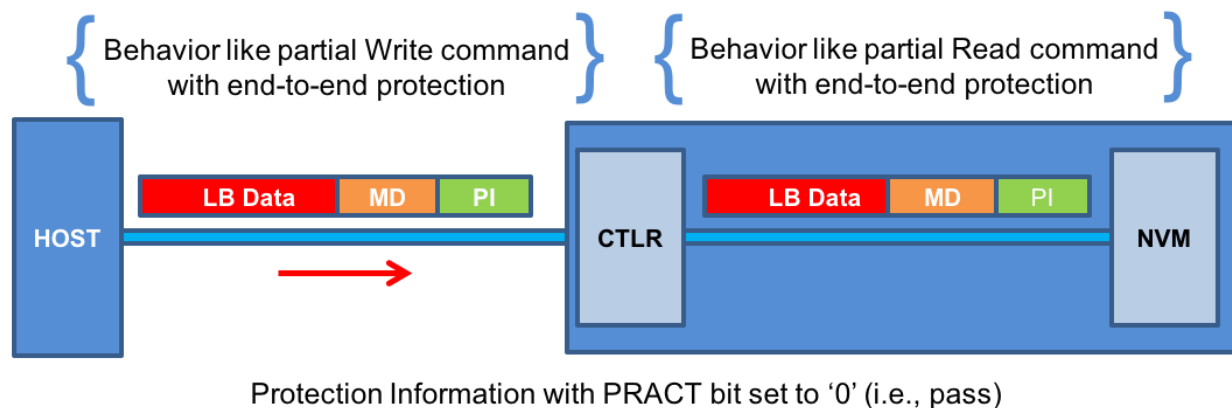 Behavior like partial Write command
with end-to-end protection
Behavior like partial Read command
with end-to-end protection
HOST
LB Data MD PI
CTLR
LB Data MD PI
NVM
Protection Information with PRACT bit set to ‘0’ (i.e., pass)